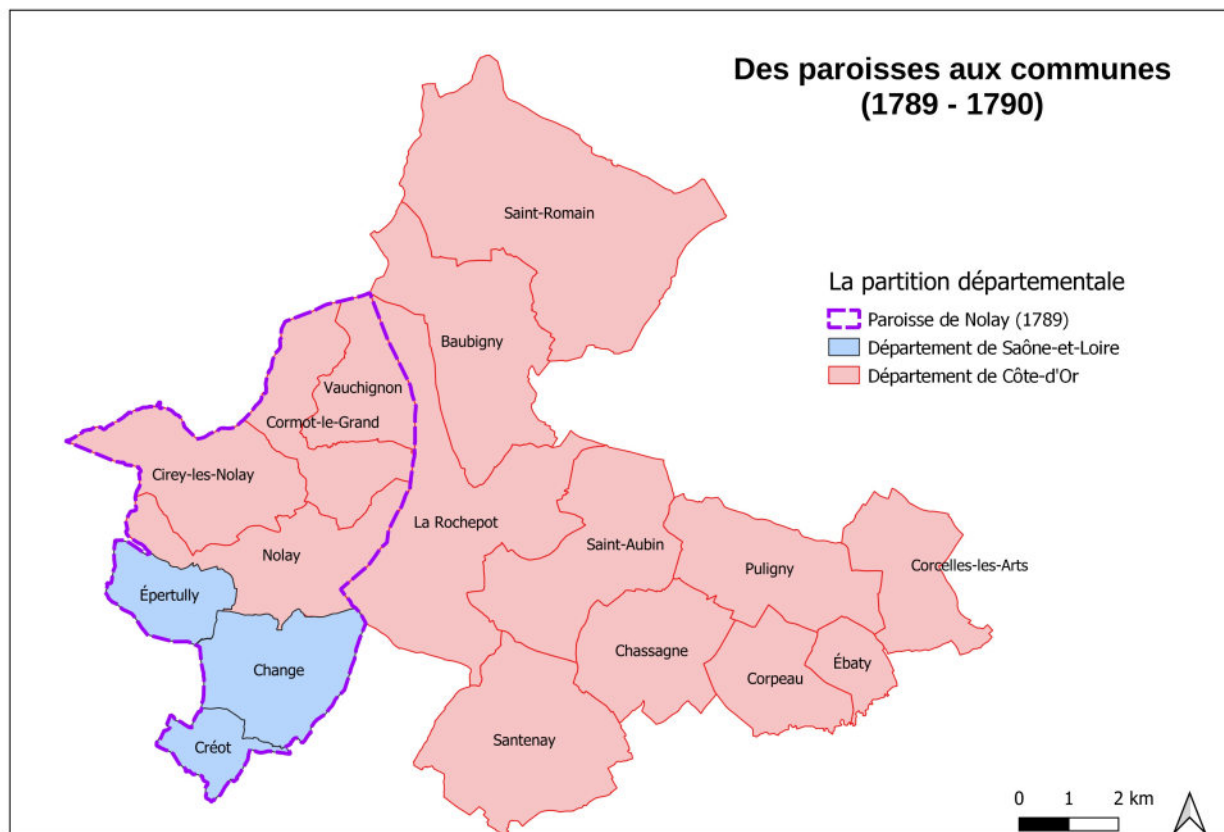 Des paroisses aux communes
(1789 - 1790)
Saint-Romain
La partition départementale
Paroisse de Nolay (1789)
Département de Saône-et-Loire
Département de Côte-d'Or
Baubigny
Vauchignon
Cormot-le-Grand
Cirey-les-Nolay
La Rochepot
Nolay
Saint-Aubin
Puligny
Corcelles-les-Arts
Épertully
Change
Chassagne
Corpeau
Ébaty
Créot
Santenay
0 1 2 km